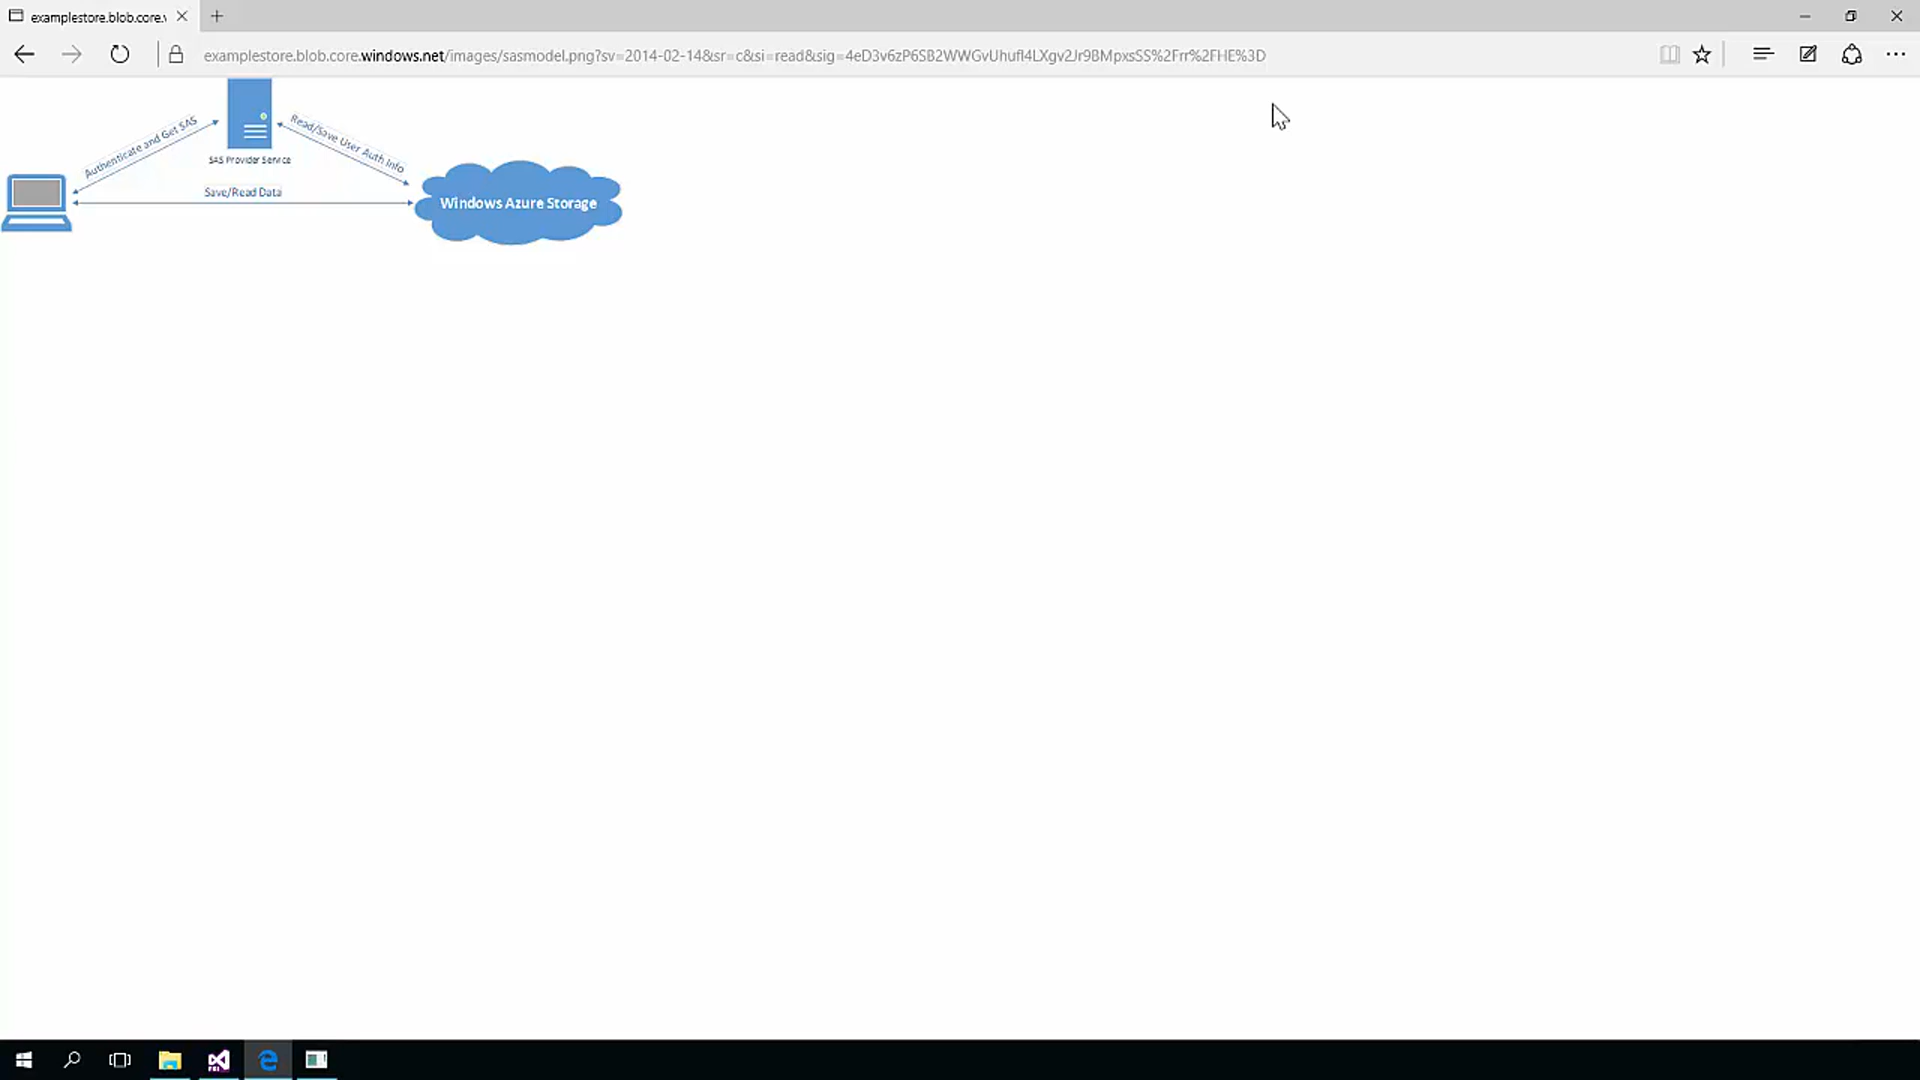 examplestore.blob.core.
examplestore.blob.core.windows.net/images/sasmodel.png?sv=2014-02-14&sr=c&si=read&sig=4eD3v6zP6SB2WWGvUhufl4LXgv2Jr9BMpxsSS%2Frr%2FHE%3D
Authenticate and Get SAS
Read/Save User Auth Info
SAS Provider Service
Save/Read Data
Windows Azure Storage